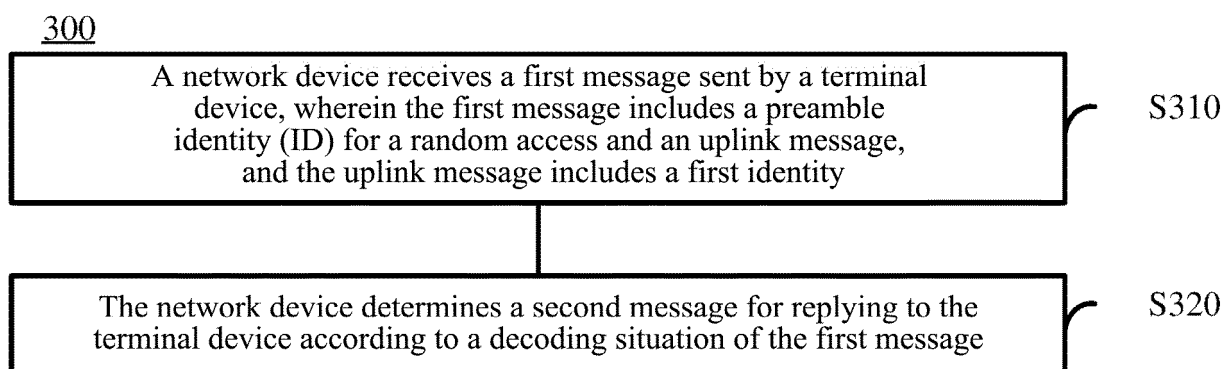 300
A network device receives a first message sent by a terminal
device, wherein the first message includes a preamble
identity (ID) for a random access and an uplink message,
and the uplink message includes a first identity
S310
The network device determines a second message for replying to the
terminal device according to a decoding situation of the first message
S320